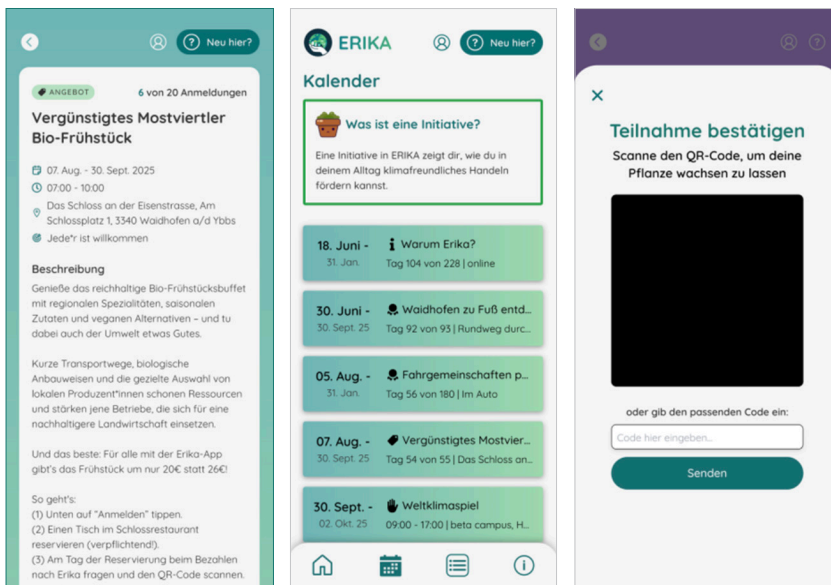 Neu hier?
ANGEBOT
6 von 20 Anmeldungen
Vergünstigtes Mostviertler
Bio-Frühstück
07. Aug. - 30. Sept. 2025
07:00 - 10:00
Das Schloss an der Eisenstrasse, Am
Schlossplatz 1, 3340 Waidhofen a/d Ybbs
Jede*r ist willkommen
Beschreibung
Genieße das reichhaltige Bio-Frühstücksbuffet
mit regionalen Spezialitäten, saisonalen
Zutaten und veganen Alternativen – und tu
dabei auch der Umwelt etwas Gutes.
Kurze Transportwege, biologische
Anbauweisen und die gezielte Auswahl von
lokalen Produzent*innen schonen Ressourcen
und stärken jene Betriebe, die sich für eine
nachhaltigere Landwirtschaft einsetzen.
Und das beste: Für alle mit der Erika-App
gibt's das Frühstück um nur 20€ statt 26€!
So geht's:
(1) Unten auf "Anmelden" tippen.
(2) Einen Tisch im Schlossrestaurant
reservieren (verpflichtend!).
(3) Am Tag der Reservierung beim Bezahlen
nach Erika fragen und den QR-Code scannen.
ERIKA
Neu hier?
Kalender
Was ist eine Initiative?
Eine Initiative in ERIKA zeigt dir, wie du in
deinem Alltag klimafreundliches Handeln
fördern kannst.
18. Juni - Warum Erika?
31. Jan. Tag 104 von 228 | online
30. Juni - Waidhofen zu Fuß entd...
30. Sept. 25 Tag 92 von 93 | Rundweg durc...
05. Aug. - Fahrgemeinschaften p...
31. Jan. Tag 56 von 180 | Im Auto
07. Aug. - Vergünstigtes Mostvier...
30. Sept. 25 Tag 54 von 55 | Das Schloss an...
30. Sept. - Weltklimaspiel
02. Okt. 25 09:00 - 17:00 | beta campus, H...
Teilnahme bestätigen
Scanne den QR-Code, um deine
Pflanze wachsen zu lassen
oder gib den passenden Code ein:
Code hier eingeben...
Senden